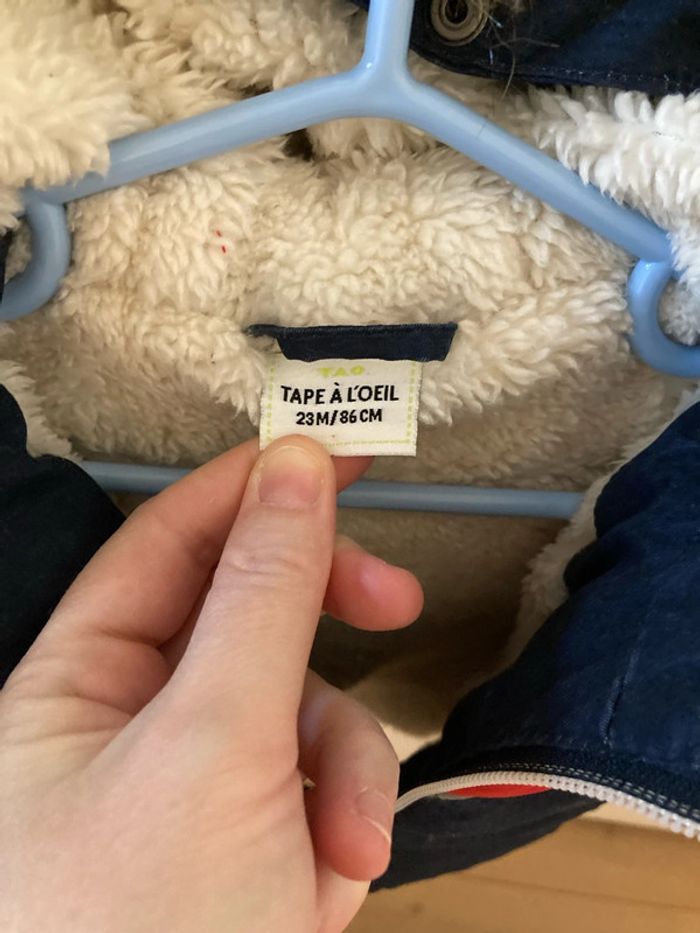 T.A.O.
TAPE À L'OEIL
23M/86CM